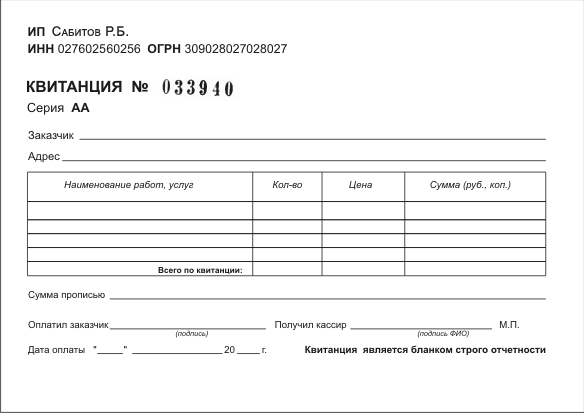 ИП Сабитов Р.Б.
ИНН 027602560256 ОГРН 309028027028027
КВИТАНЦИЯ № 033940
Серия АА
Заказчик
Адрес
Наименование работ, услуг Кол-во Цена Сумма (руб., коп.)
Всего по квитанции:
Сумма прописью
Оплатил заказчик Получил кассир М.П.
(подпись) (подпись ФИО)
Дата оплаты "____" ________________ 20 ____ г. Квитанция является бланком строго отчетности